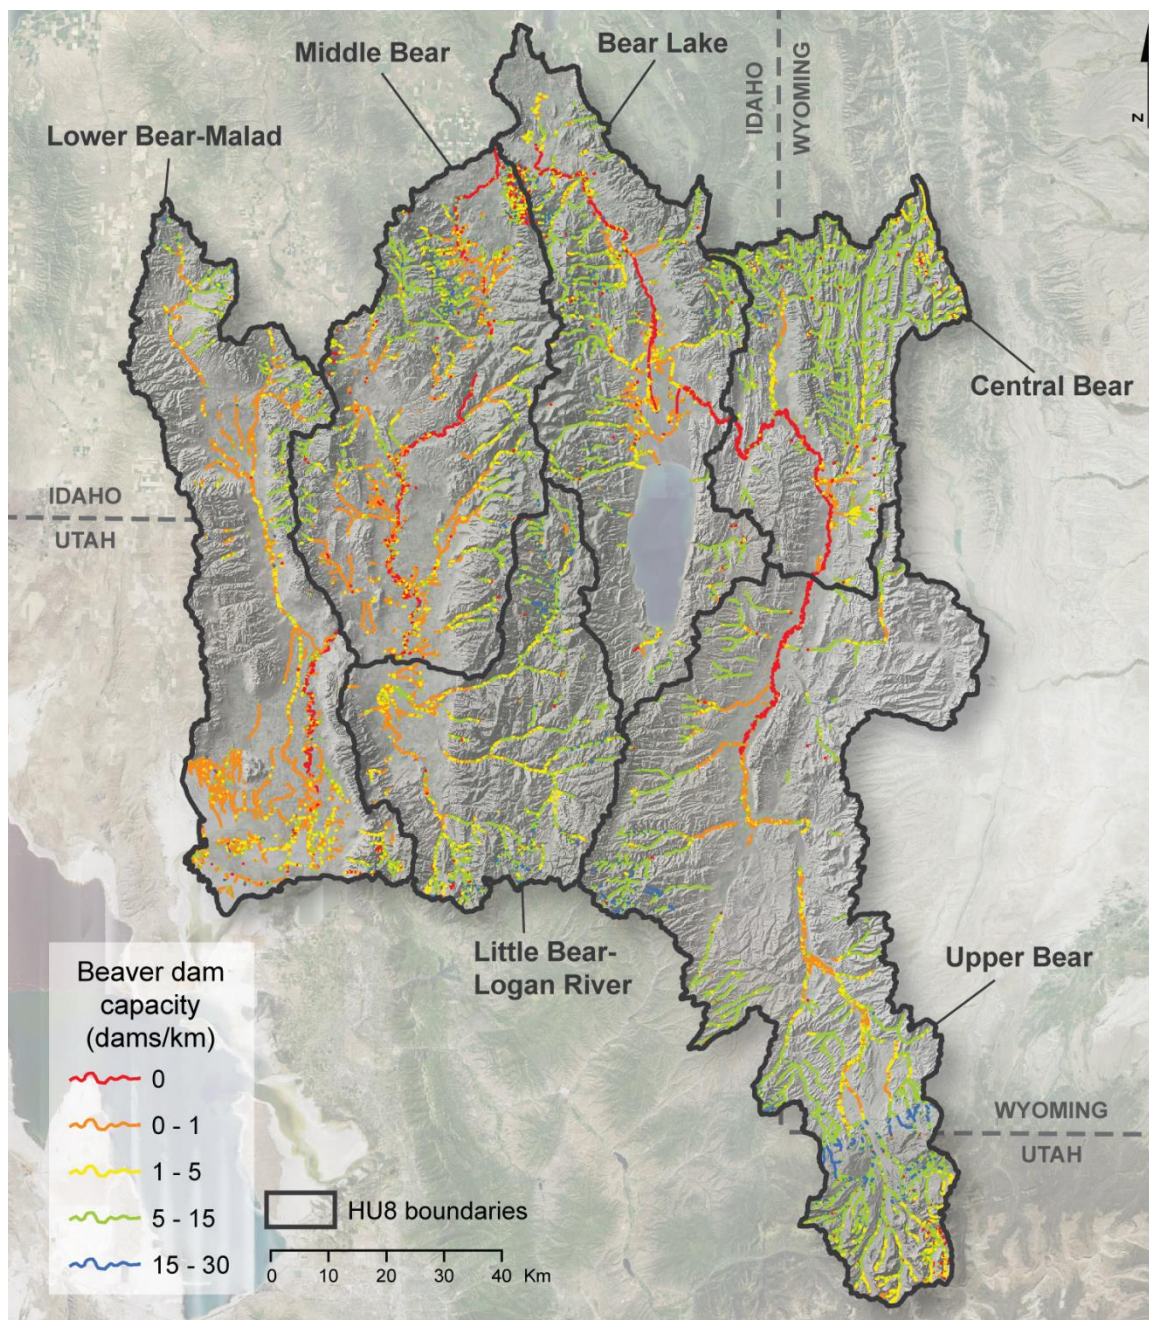 Middle Bear
Bear Lake
IDAHO
WYOMING
N
Lower Bear-Malad
Central Bear
IDAHO
UTAH
Little Bear-
Logan River
Upper Bear
WYOMING
UTAH
Beaver dam
capacity
(dams/km)
0
0 - 1
1 - 5
5 - 15
15 - 30
HU8 boundaries
0 10 20 30 40 Km